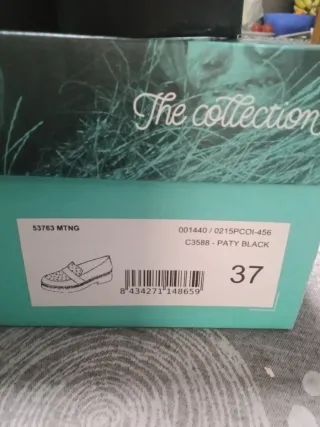 The collection
53763 MTNG
001440 / 0215PCOI-456
C3588 - PATY BLACK
37
8 434271 148659